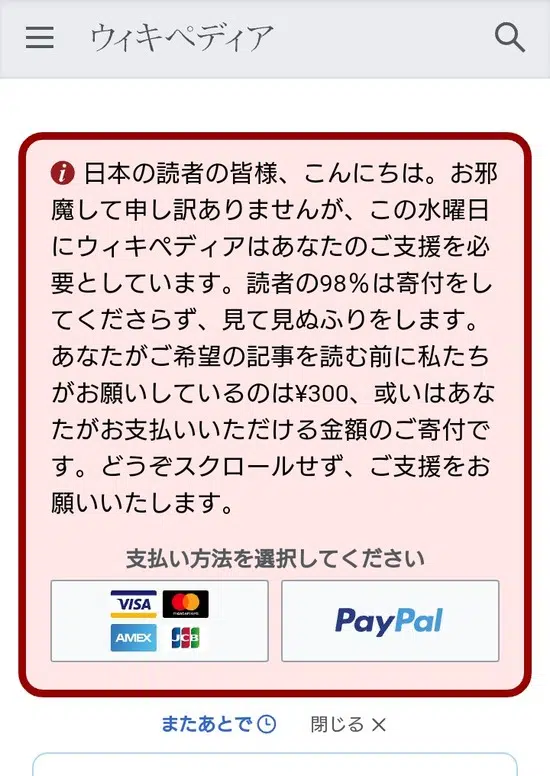 ウィキペディア
日本の読者の皆様、こんにちは。お邪
魔して申し訳ありませんが、この水曜日
にウィキペディアはあなたのご支援を必
要としています。読者の98%は寄付をし
てくださらず、見て見ぬふりをします。
あなたがご希望の記事を読む前に私たち
がお願いしているのは¥300、或いはあな
たがお支払いいただける金額のご寄付で
す。どうぞスクロールせず、ご支援をお
願いいたします。
支払い方法を選択してください
VISA mastercard
AMEX JCB
PayPal
またあとで 閉じる